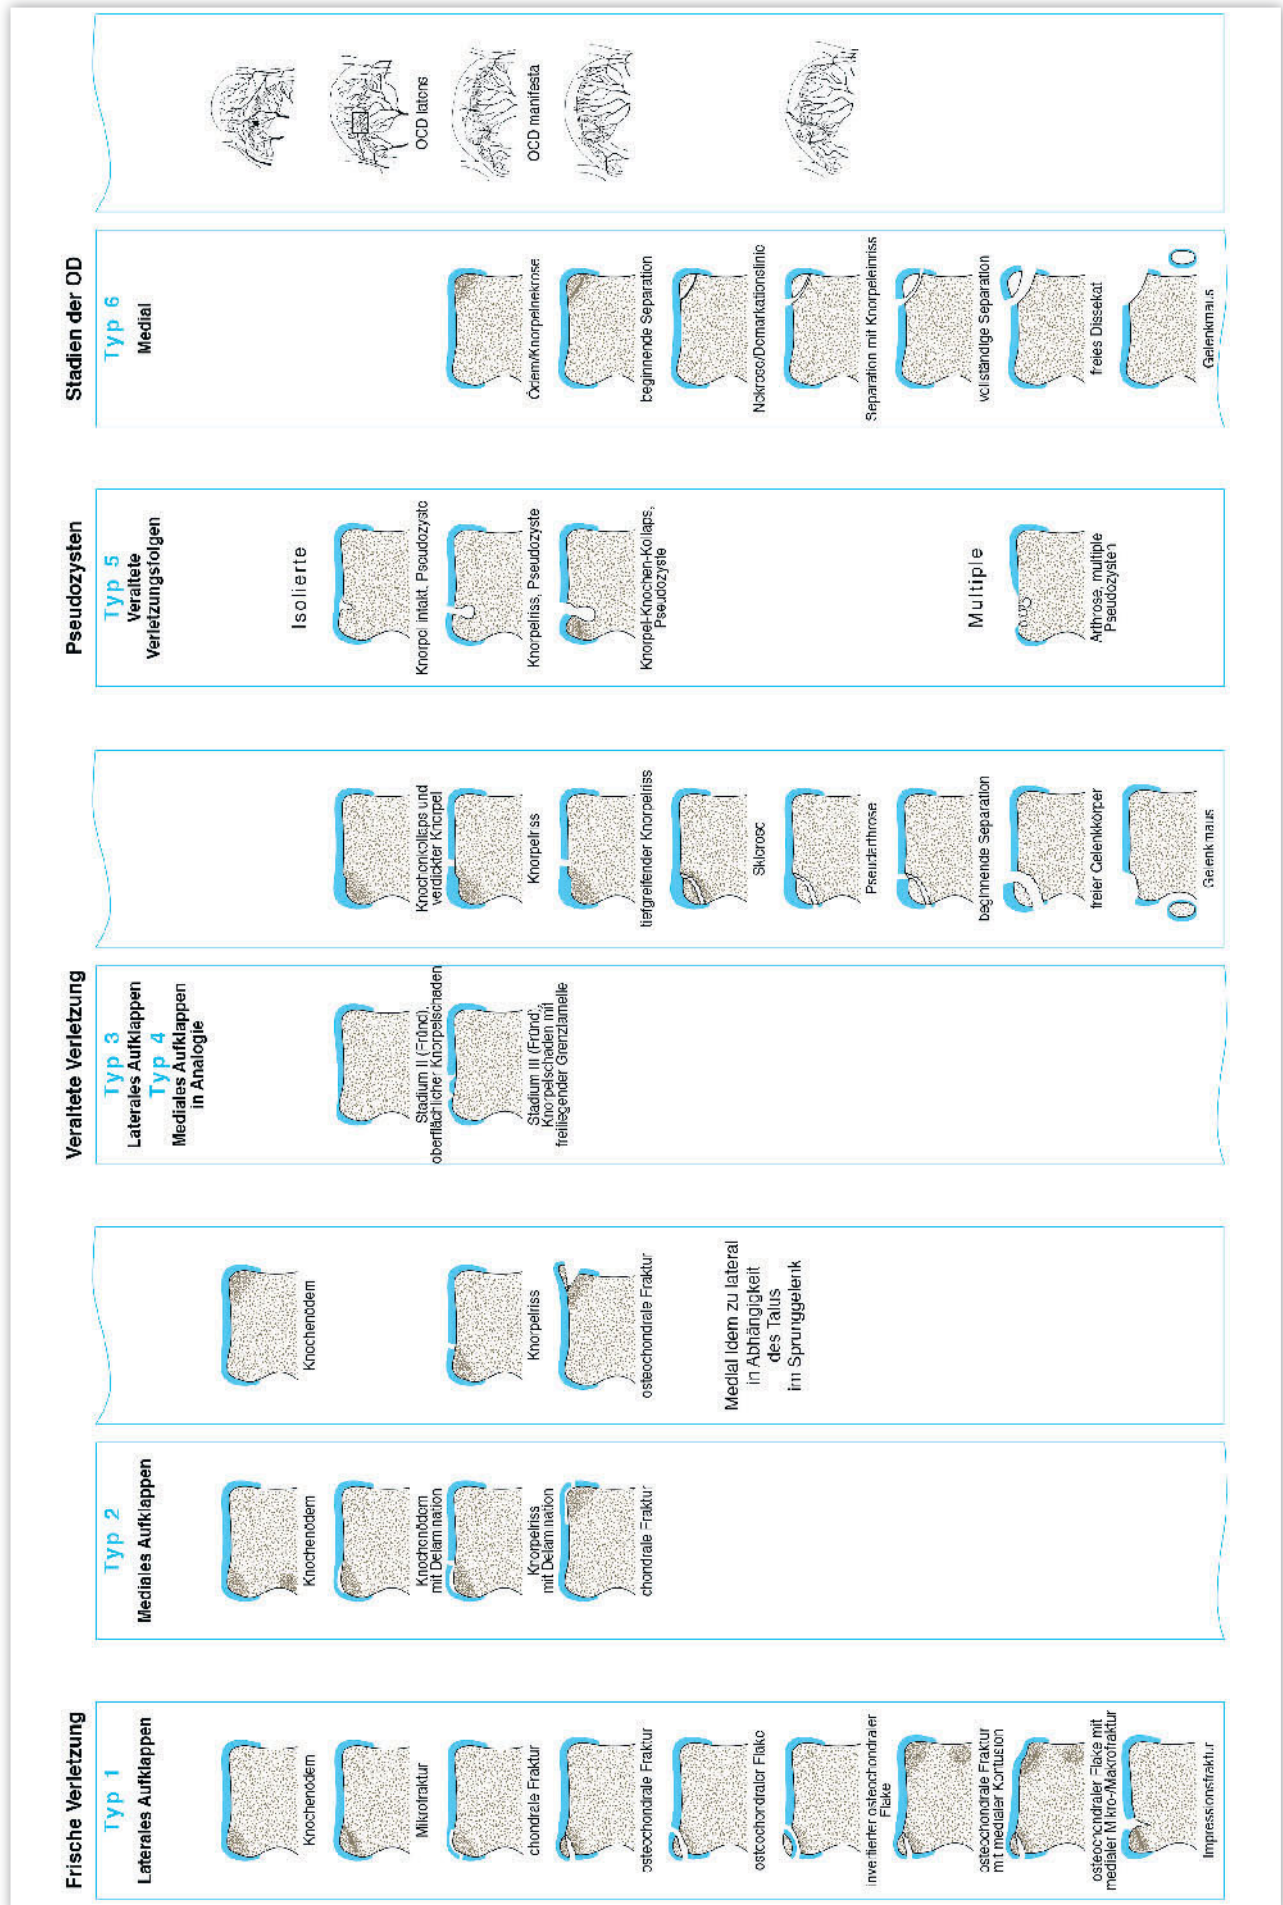 Frische Verletzung
Typ 1
Laterales Aufklappen
Knochenödem
Mikrofraktur
chondrale Fraktur
osteochondrale Fraktur
osteochondraler Flake
invertierter osteochondraler
Flake
osteochondrale Fraktur
mit medialer Kontusion
osteochondraler Flake mit
medialer Mikro-/Makrofraktur
Impressionsfraktur
Typ 2
Mediales Aufklappen
Knochenödem
Knochenödem
mit Delamination
Knorpelriss
mit Delamination
chondrale Fraktur
Knochenödem
Knorpelriss
osteochondrale Fraktur
Medial Idem zu lateral
in Abhängigkeit
des Talus
im Sprunggelenk
Veraltete Verletzung
Typ 3
Laterales Aufklappen
Typ 4
Mediales Aufklappen
in Analogie
Stadium II (Fründ),
oberflächlicher Knorpelschaden
Stadium III (Fründ),
Knorpelschaden mit
freiliegender Grenzlamelle
Knochenkollaps und
verdickter Knorpel
Knorpelriss
tiefgreifender Knorpelriss
Sklerose
Pseudarthrose
beginnende Separation
freier Gelenkkörper
Gelenkmaus
Pseudozysten
Typ 5
Veraltete
Verletzungsfolgen
Isolierte
Knorpel intakt, Pseudozyste
Knorpelriss, Pseudozyste
Knorpel-Knochen-Kollaps,
Pseudozyste
Multiple
Arthrose, multiple
Pseudozysten
Stadien der OD
Typ 6
Medial
Ödem/Knorpelnekrose
beginnende Separation
Nekrose/Demarkationslinie
Separation mit Knorpeleinriss
vollständige Separation
freies Dissekat
Gelenkmaus
OCD latens
OCD manifesta